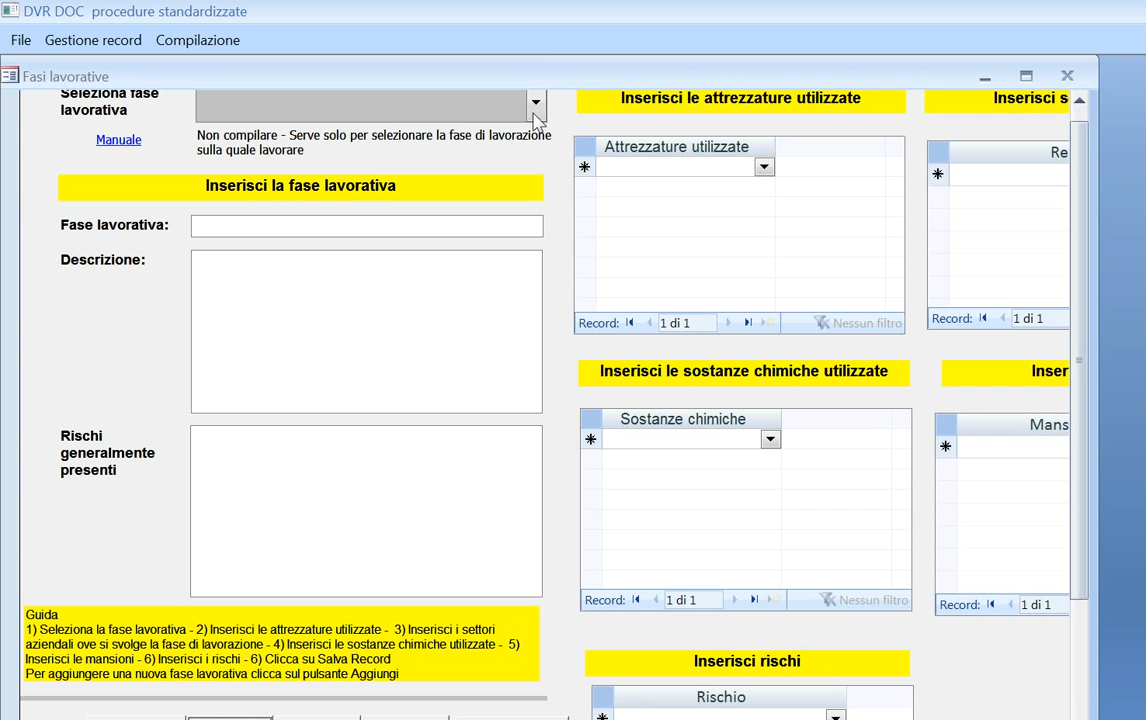 DVR DOC procedure standardizzate
File Gestione record Compilazione
Fasi lavorative
Seleziona fase
lavorativa
Manuale
Non compilare - Serve solo per selezionare la fase di lavorazione
sulla quale lavorare
Inserisci la fase lavorativa
Fase lavorativa:
Descrizione:
Rischi
generalmente
presenti
Guida
1) Seleziona la fase lavorativa - 2) Inserisci le attrezzature utilizzate - 3) Inserisci i settori
aziendali ove si svolge la fase di lavorazione - 4) Inserisci le sostanze chimiche utilizzate - 5)
Inserisci le mansioni - 6) Inserisci i rischi - 6) Clicca su Salva Record
Per aggiungere una nuova fase lavorativa clicca sul pulsante Aggiungi
Inserisci le attrezzature utilizzate
Attrezzature utilizzate
Record: 1 di 1 Nessun filtro
Inserisci le sostanze chimiche utilizzate
Sostanze chimiche
Record: 1 di 1 Nessun filtro
Inserisci rischi
Rischio
Inserisci s
Re
Record: 1 di 1
Inser
Mans
Record: 1 di 1